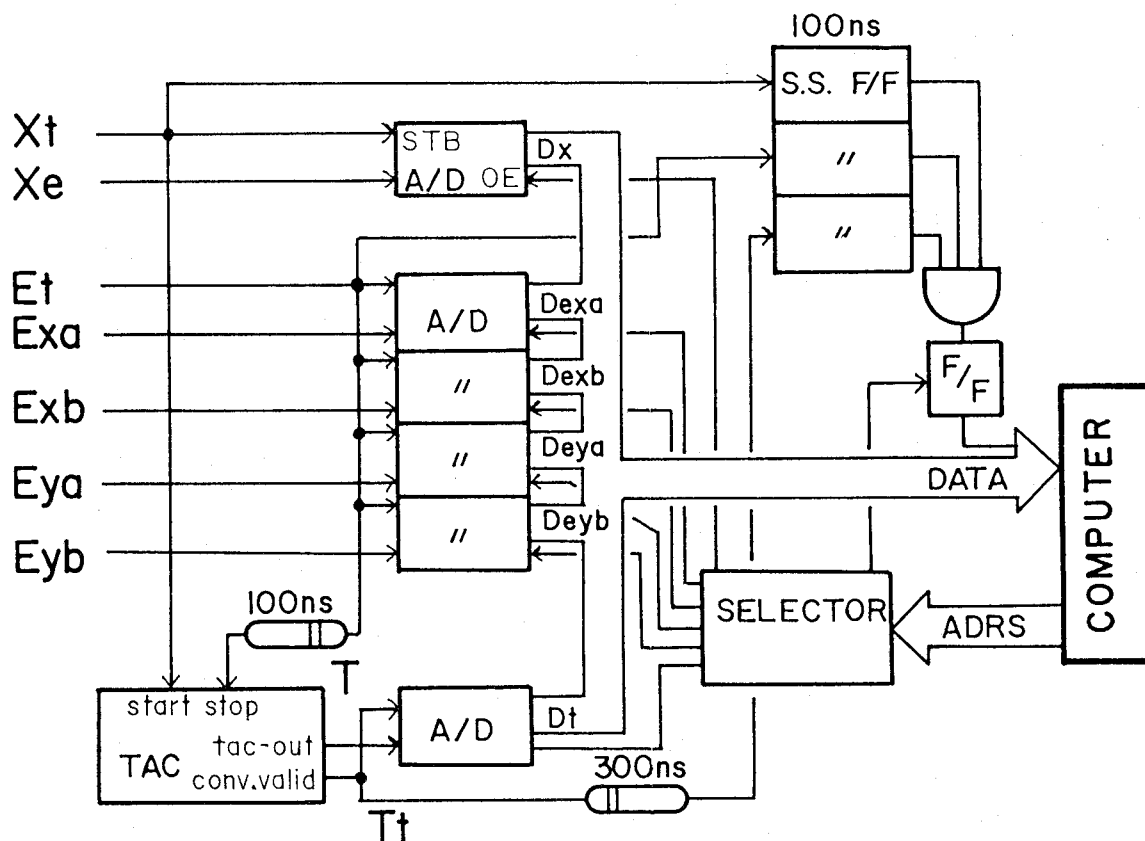 100ns
S.S. F/F
〃
〃
Xt
Xe
STB
A/D OE
Dx
Et
Exa
Exb
Eya
Eyb
A/D
〃
〃
〃
Dexa
Dexb
Deya
Deyb
F/F
DATA
COMPUTER
SELECTOR
ADRS
100ns
T
start stop
tac-out
TAC
conv.valid
A/D
Dt
300ns
Tt